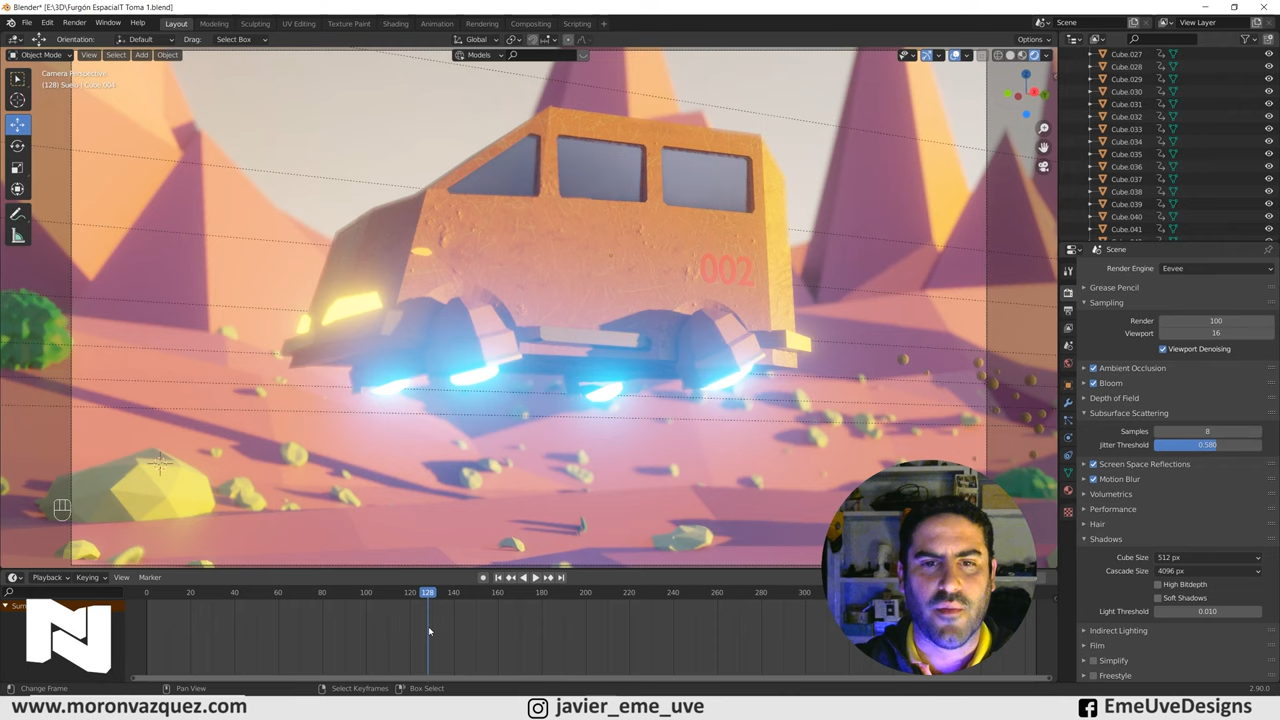 Blender* [E:\3D\Furgón EspacialT Toma 1.blend]
File Edit Render Window Help Layout Modeling Sculpting UV Editing Texture Paint Shading Animation Rendering Compositing Scripting + Scene View Layer
Orientation: Default Drag: Select Box Global Options
Object Mode View Select Add Object Models
Camera Perspective
(128) Suelo | Cube.004
002
Cube.027
Cube.028
Cube.029
Cube.030
Cube.031
Cube.032
Cube.033
Cube.034
Cube.035
Cube.036
Cube.037
Cube.038
Cube.039
Cube.040
Cube.041
Scene
Render Engine Eevee
Grease Pencil
Sampling
Render 100
Viewport 16
Viewport Denoising
Ambient Occlusion
Bloom
Depth of Field
Subsurface Scattering
Samples 8
Jitter Threshold 0.500
Screen Space Reflections
Motion Blur
Volumetrics
Performance
Hair
Shadows
Cube Size 512 px
Cascade Size 4096 px
High Bitdepth
Soft Shadows
Light Threshold 0.010
Indirect Lighting
Film
Simplify
Freestyle
Playback Keying View Marker
0 20 40 60 80 100 120 128 140 160 180 200 220 240 260 280 300
Change Frame Pan View Select Keyframes Box Select 2.90.0
www.moronvazquez.com javier_eme_uve EmeUveDesigns